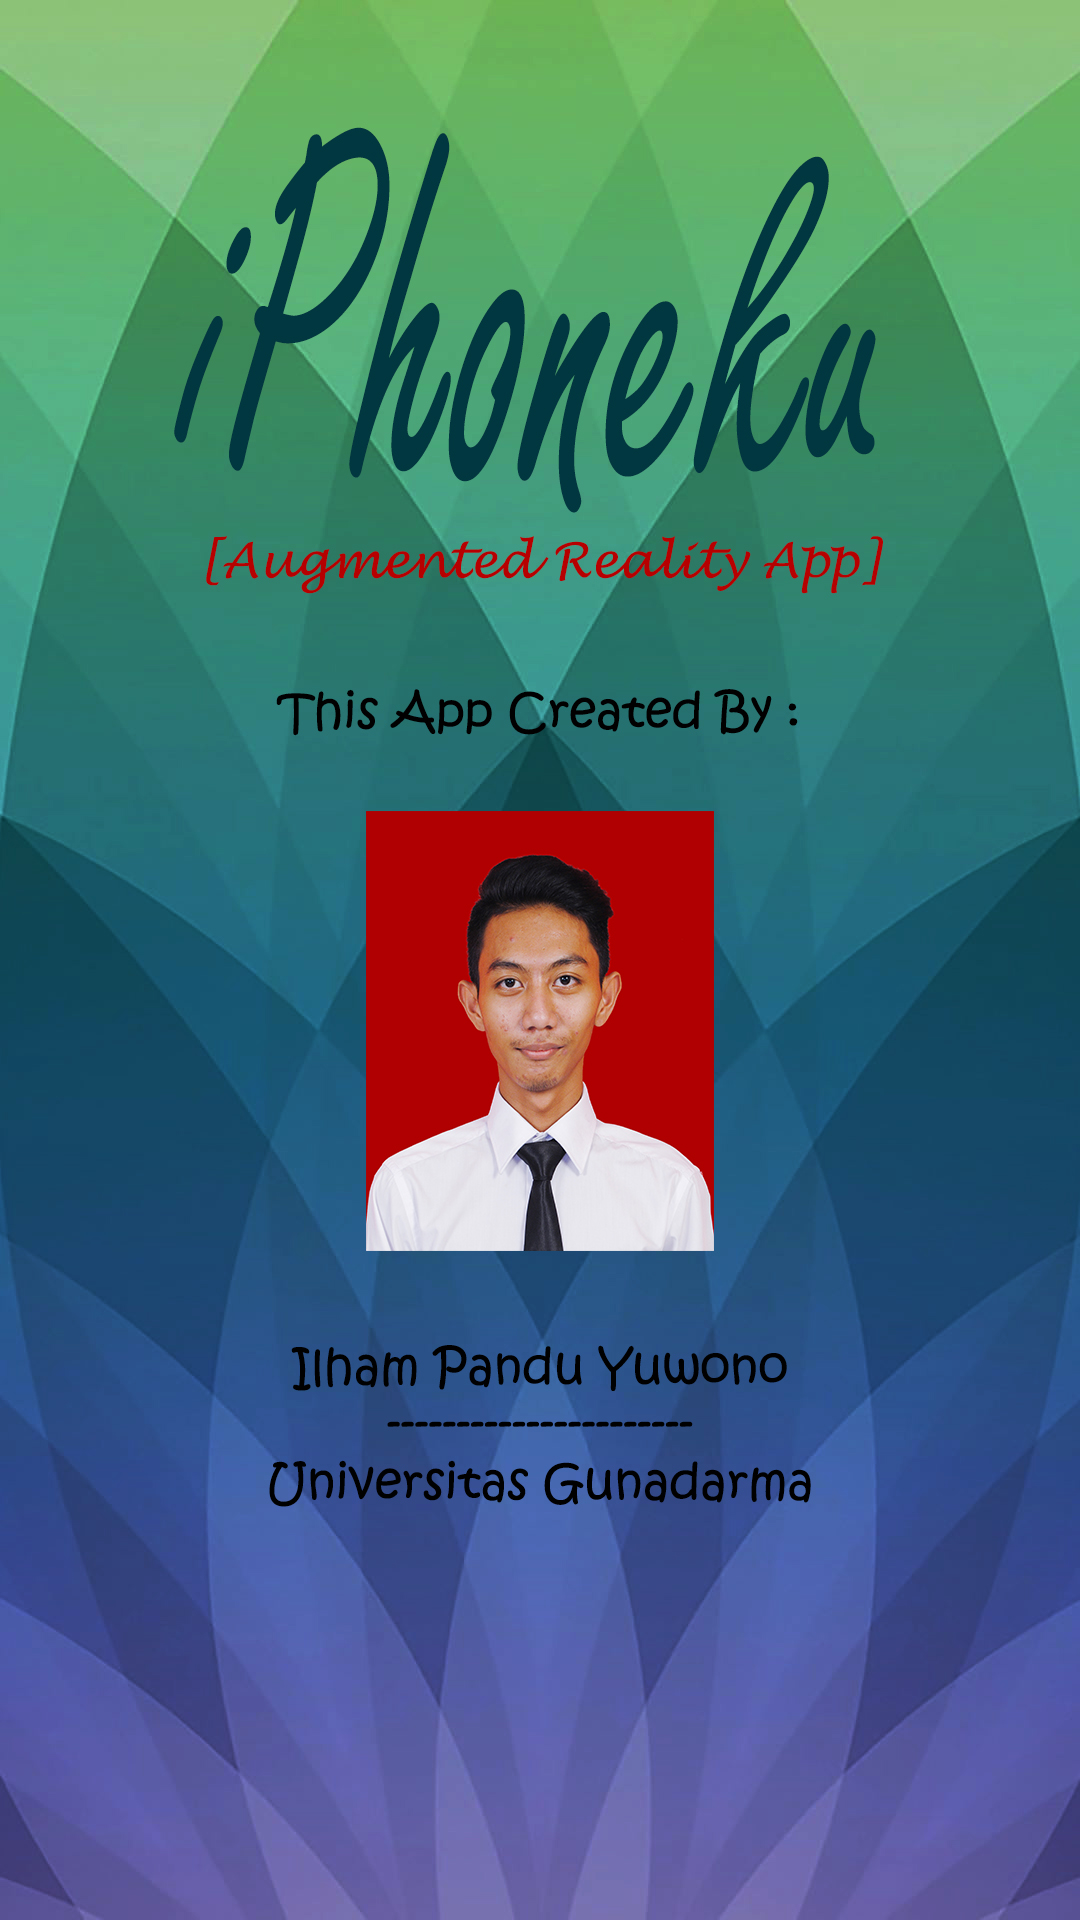 iPhoneku
[Augmented Reality App]
This App Created By :
Ilham Pandu Yuwono
----------------------
Universitas Gunadarma